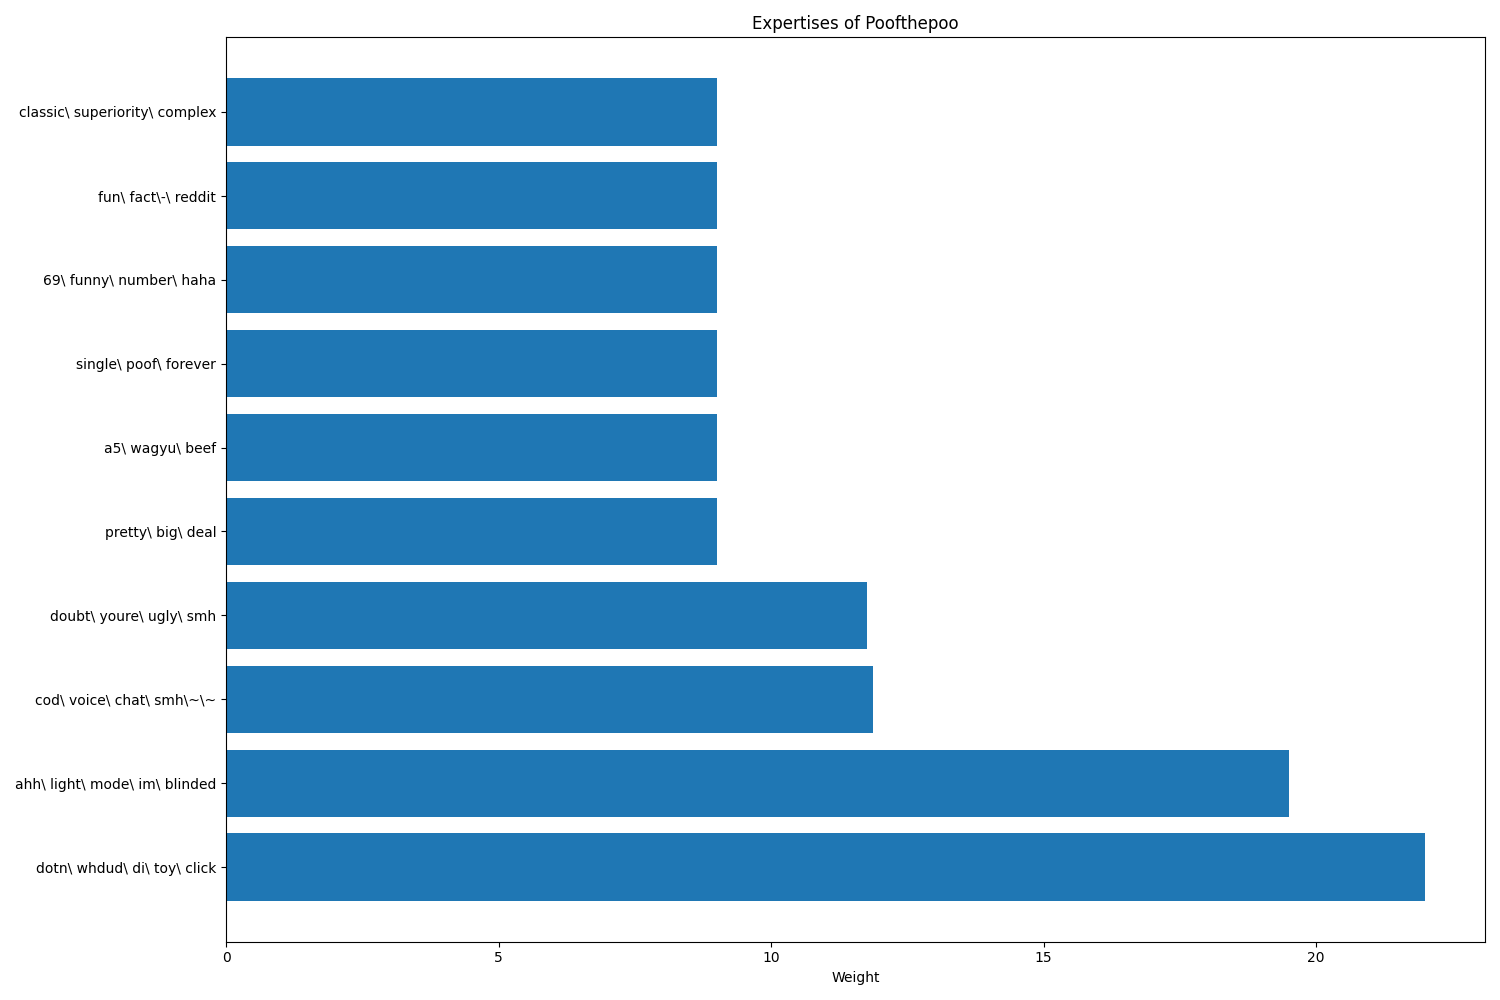 Expertises of Poofthepoo
classic\ superiority\ complex
fun\ fact\-\ reddit
69\ funny\ number\ haha
single\ poof\ forever
a5\ wagyu\ beef
pretty\ big\ deal
doubt\ youre\ ugly\ smh
cod\ voice\ chat\ smh\~\~
ahh\ light\ mode\ im\ blinded
dotn\ whdud\ di\ toy\ click
0 5 10 15 20
Weight